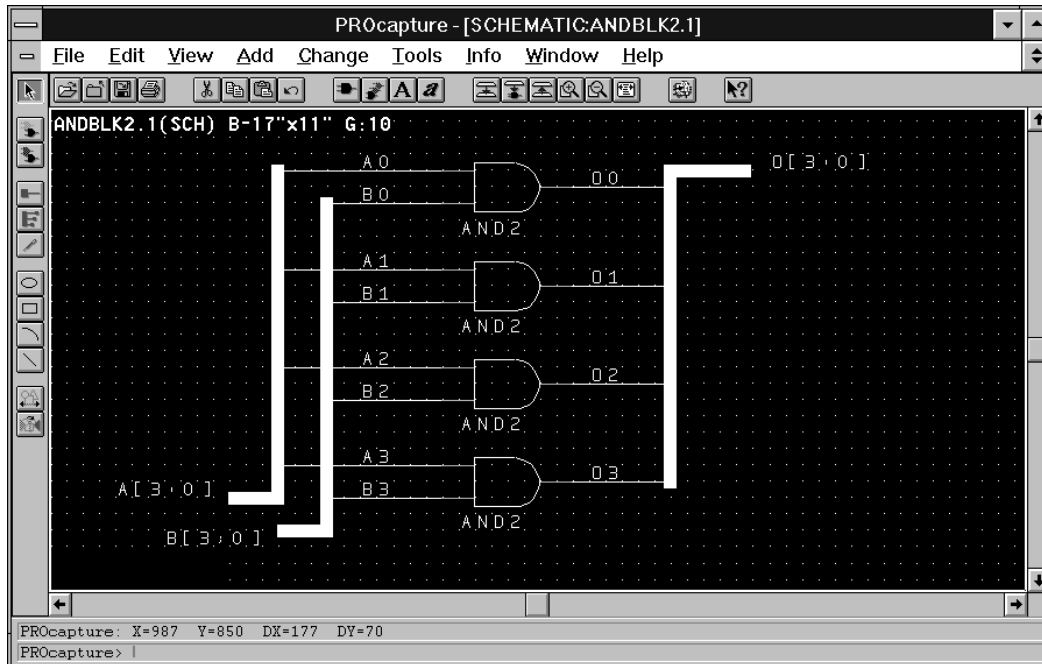 PROcapture - [SCHEMATIC:ANDBLK2.1]
File Edit View Add Change Tools Info Window Help
A a
ANDBLK2.1(SCH) B-17"x11" G:10
A0
O[3:0]
O0
B0
AND2
A1
O1
B1
AND2
A2
O2
B2
AND2
A3
O3
B3
A[3:0]
AND2
B[3:0]
PROcapture: X=987 Y=850 DX=177 DY=70
PROcapture>